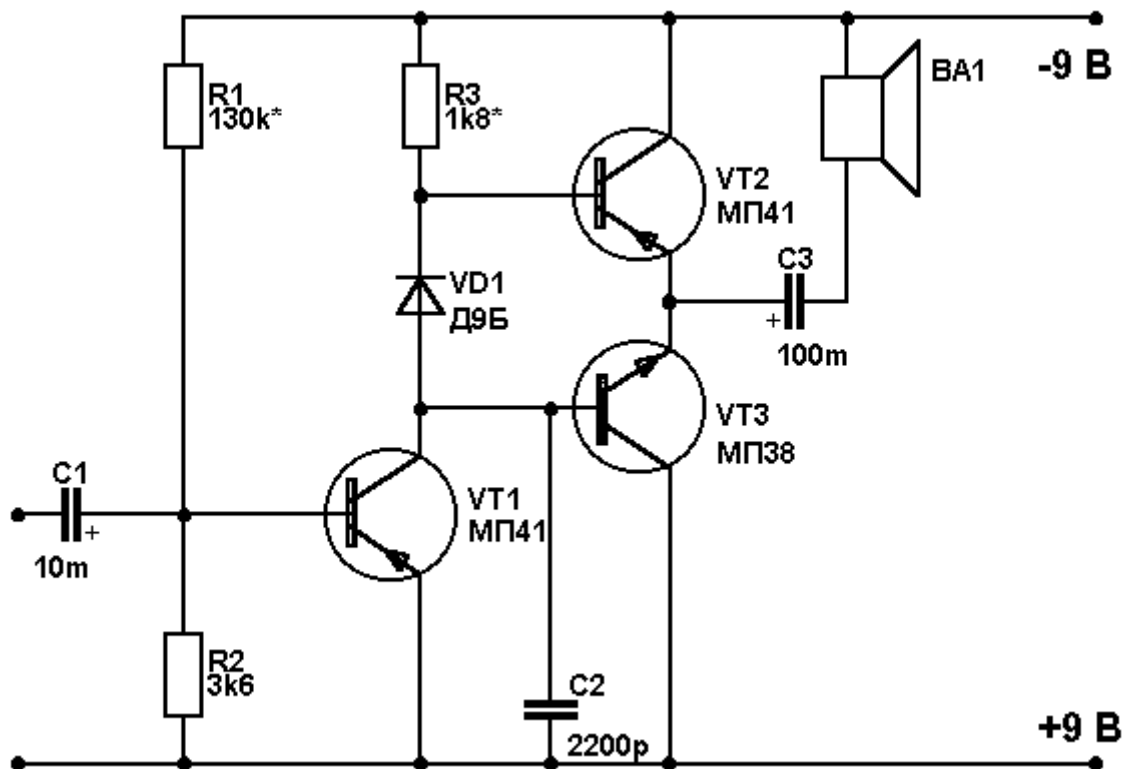 -9 В
BA1
R1
130k*
R3
1k8*
VT2
МП41
C3
+
100m
VD1
Д9Б
VT3
МП38
C1
+
10m
VT1
МП41
R2
3k6
C2
2200p
+9 В